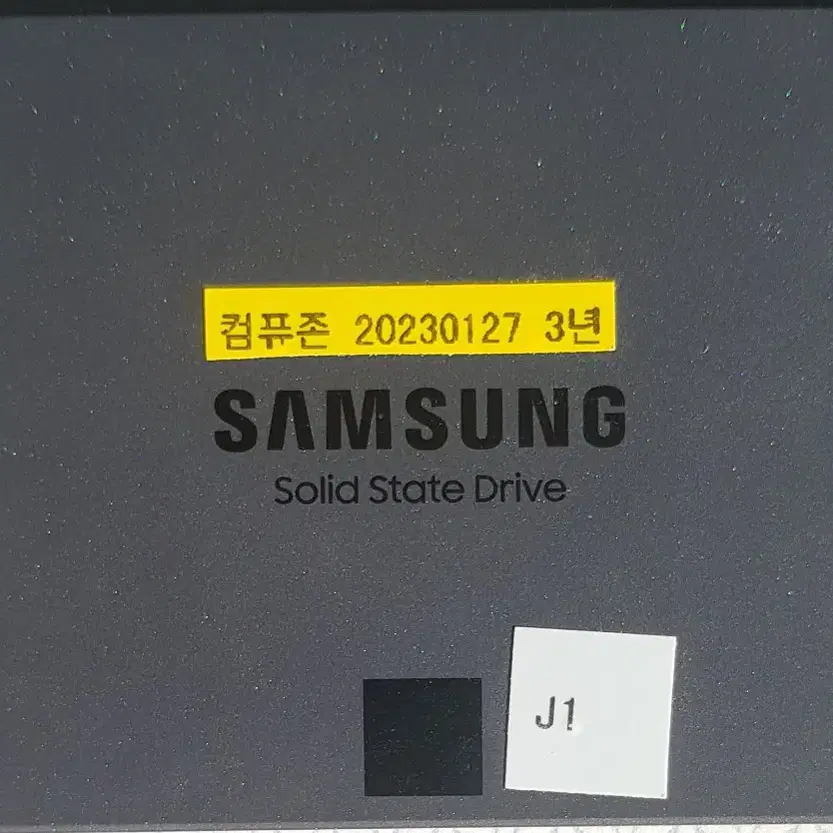 컴퓨존 20230127 3년
SAMSUNG
Solid State Drive
J1